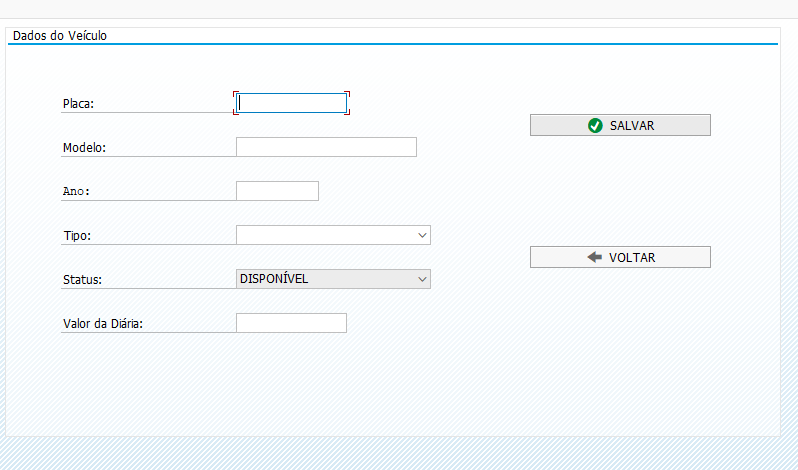 Dados do Veículo
Placa:
SALVAR
Modelo:
Ano:
Tipo:
VOLTAR
Status: DISPONÍVEL
Valor da Diária: